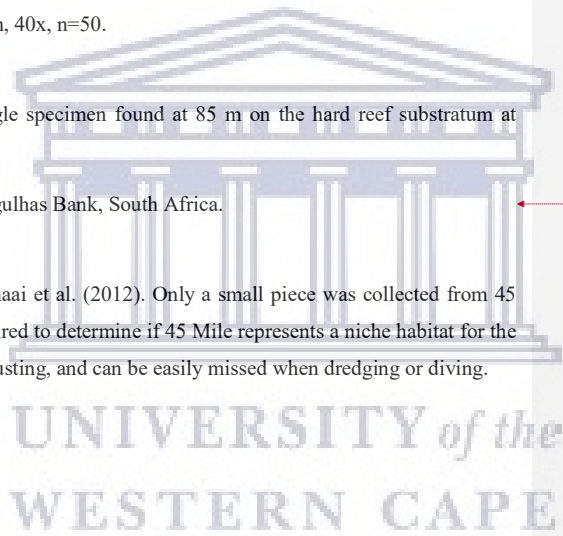 , 40x, n=50.
gle specimen found at 85 m on the hard reef substratum at
gulhas Bank, South Africa.
aai et al. (2012). Only a small piece was collected from 45
red to determine if 45 Mile represents a niche habitat for the
usting, and can be easily missed when dredging or diving.
UNIVERSITY of the
WESTERN CAPE